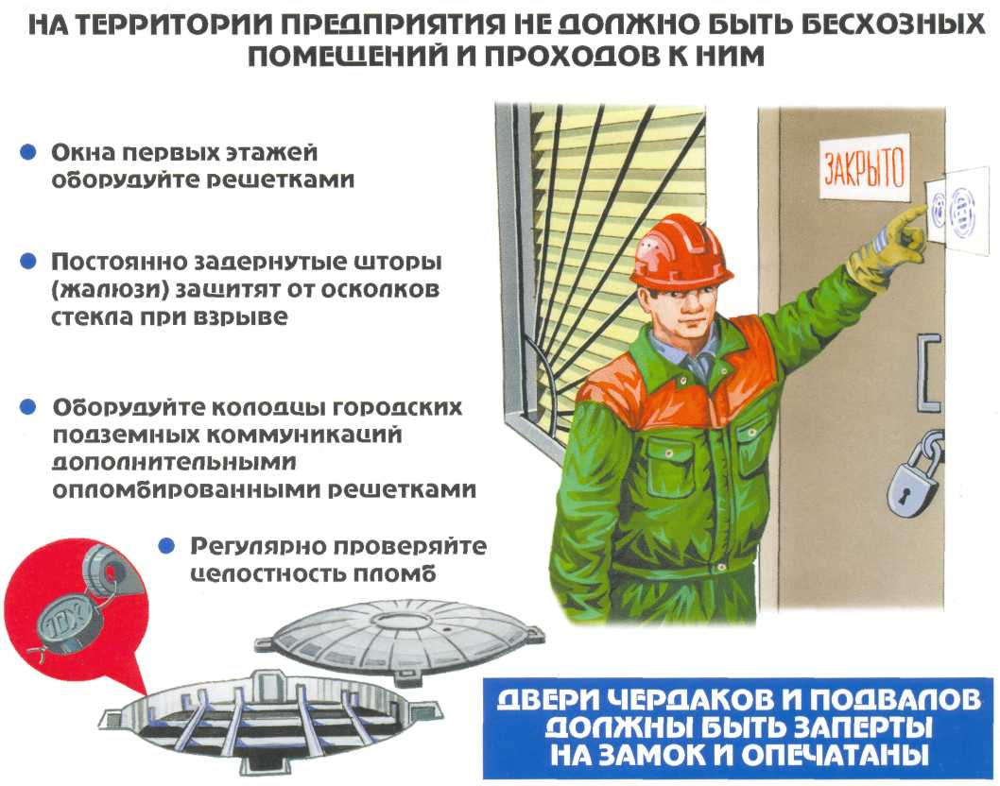 НА ТЕРРИТОРИИ ПРЕДПРИЯТИЯ НЕ ДОЛЖНО БЫТЬ БЕСХОЗНЫХ
ПОМЕЩЕНИЙ И ПРОХОДОВ К НИМ
Окна первых этажей
оборудуйте решетками
Постоянно задернутые шторы
(жалюзи) защитят от осколков
стекла при взрыве
Оборудуйте колодцы городских
подземных коммуникаций
дополнительными
опломбированными решетками
Регулярно проверяйте
целостность пломб
ЗАКРЫТО
ДВЕРИ ЧЕРДАКОВ И ПОДВАЛОВ
ДОЛЖНЫ БЫТЬ ЗАПЕРТЫ
НА ЗАМОК И ОПЕЧАТАНЫ